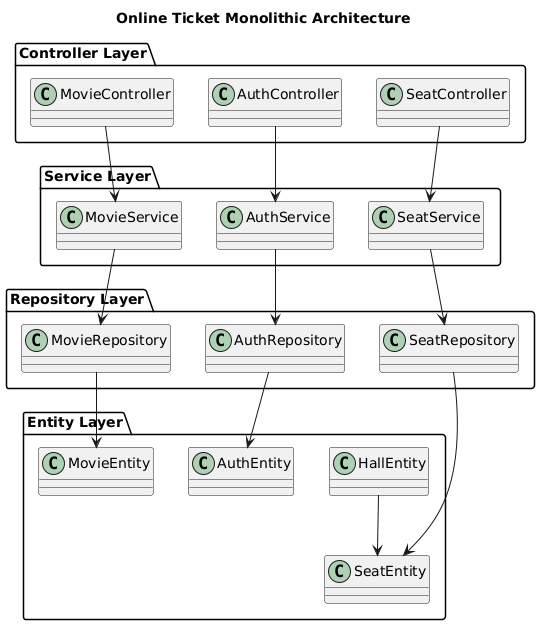 Online Ticket Monolithic Architecture
Controller Layer
C MovieController
C AuthController
C SeatController
Service Layer
C MovieService
C AuthService
C SeatService
Repository Layer
C MovieRepository
C AuthRepository
C SeatRepository
Entity Layer
C MovieEntity
C AuthEntity
C HallEntity
C SeatEntity